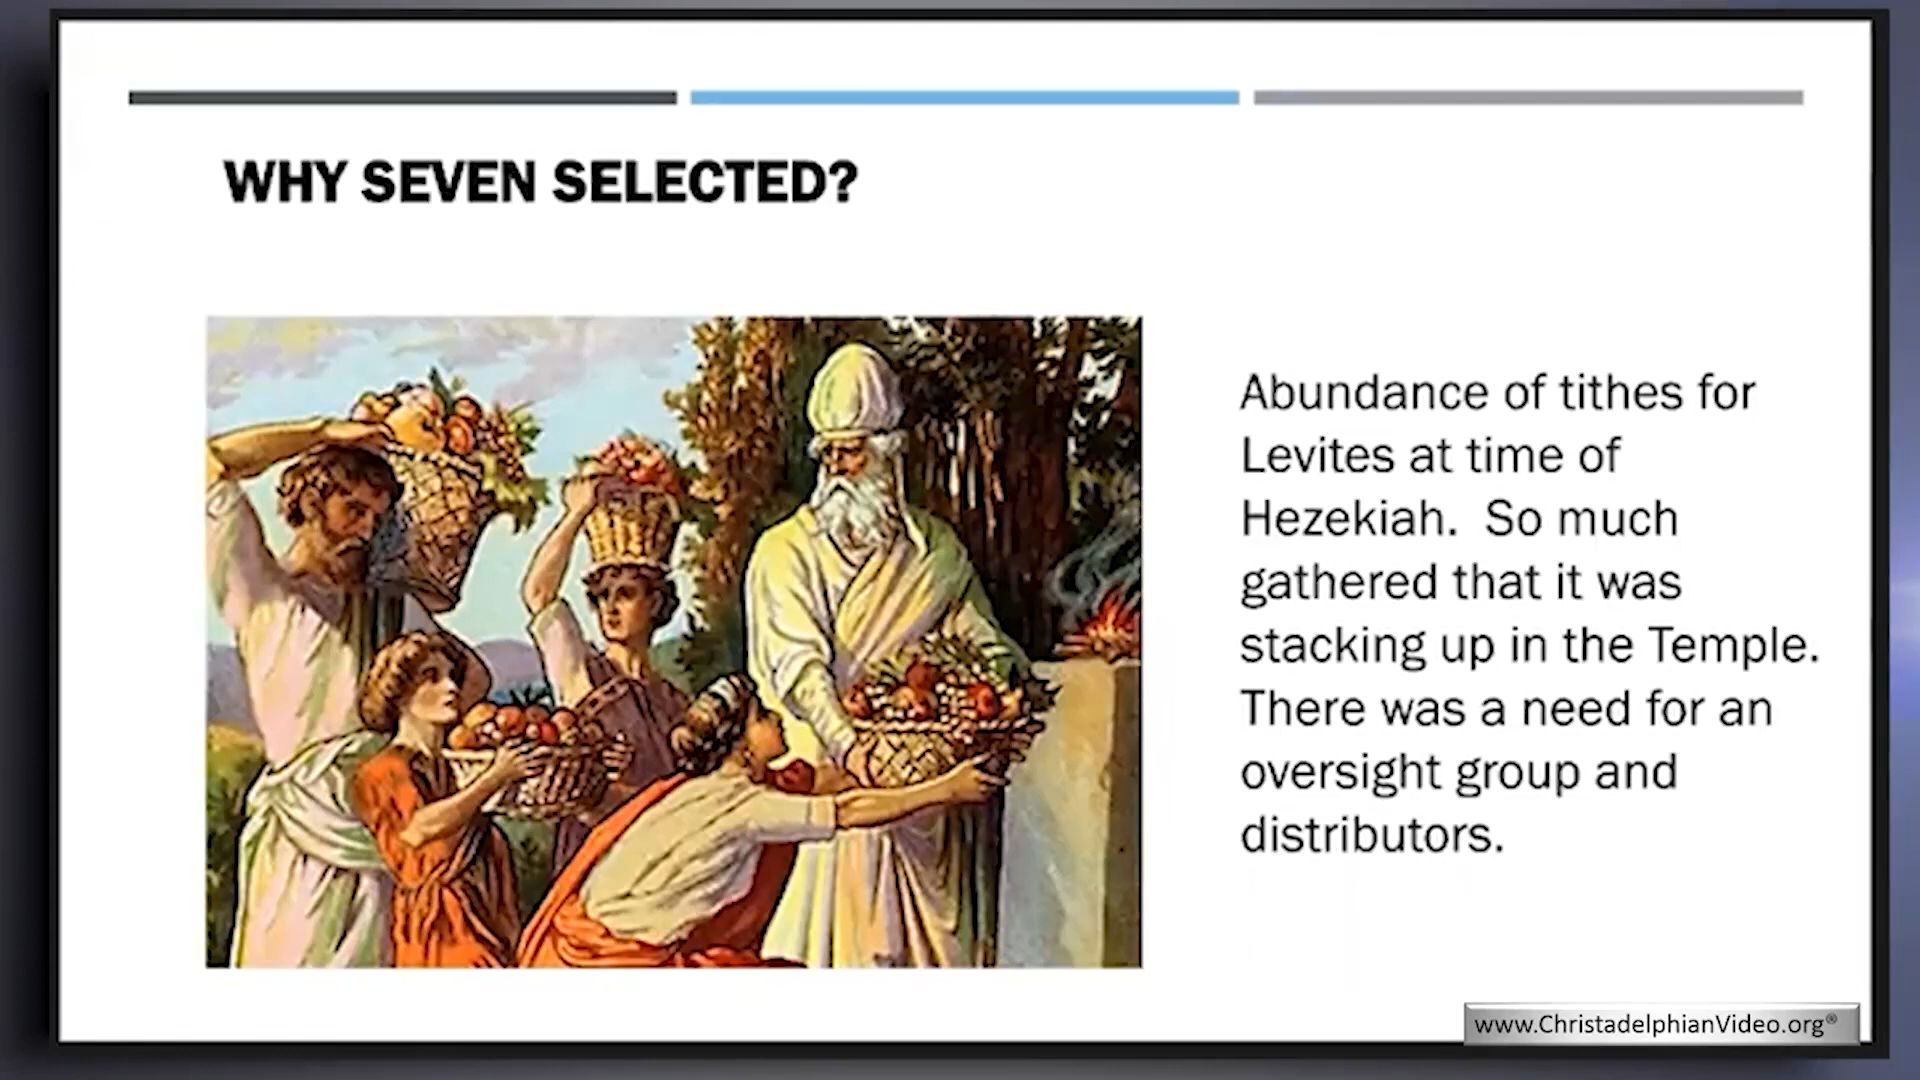 WHY SEVEN SELECTED?
Abundance of tithes for
Levites at time of
Hezekiah.  So much
gathered that it was
stacking up in the Temple.
There was a need for an
oversight group and
distributors.
www.ChristadelphianVideo.org®